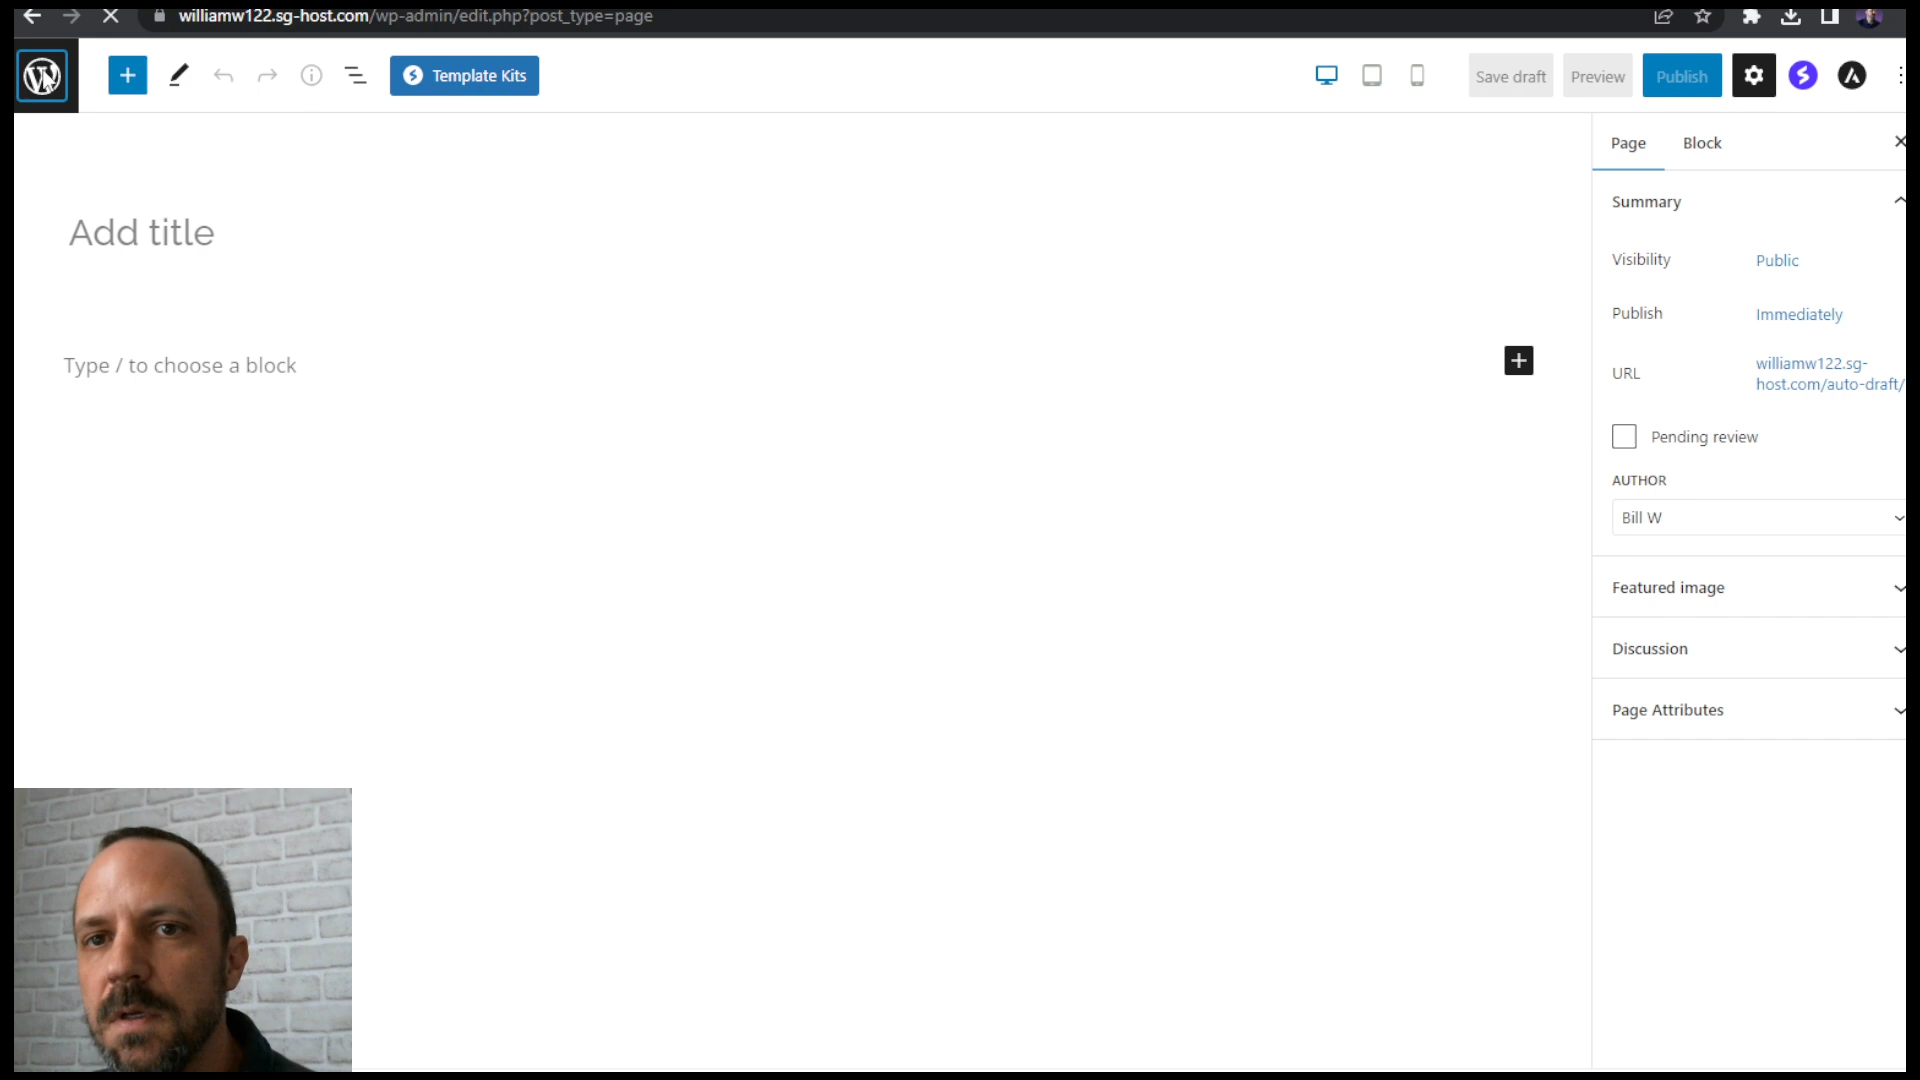 williamw122.sg-host.com/wp-admin/edit.php?post_type=page
Template Kits
Save draft
Preview
Publish
Page
Block
Add title
Type / to choose a block
Summary
Visibility
Public
Publish
Immediately
URL
williamw122.sg-
host.com/auto-draft/
Pending review
AUTHOR
Bill W
Featured image
Discussion
Page Attributes